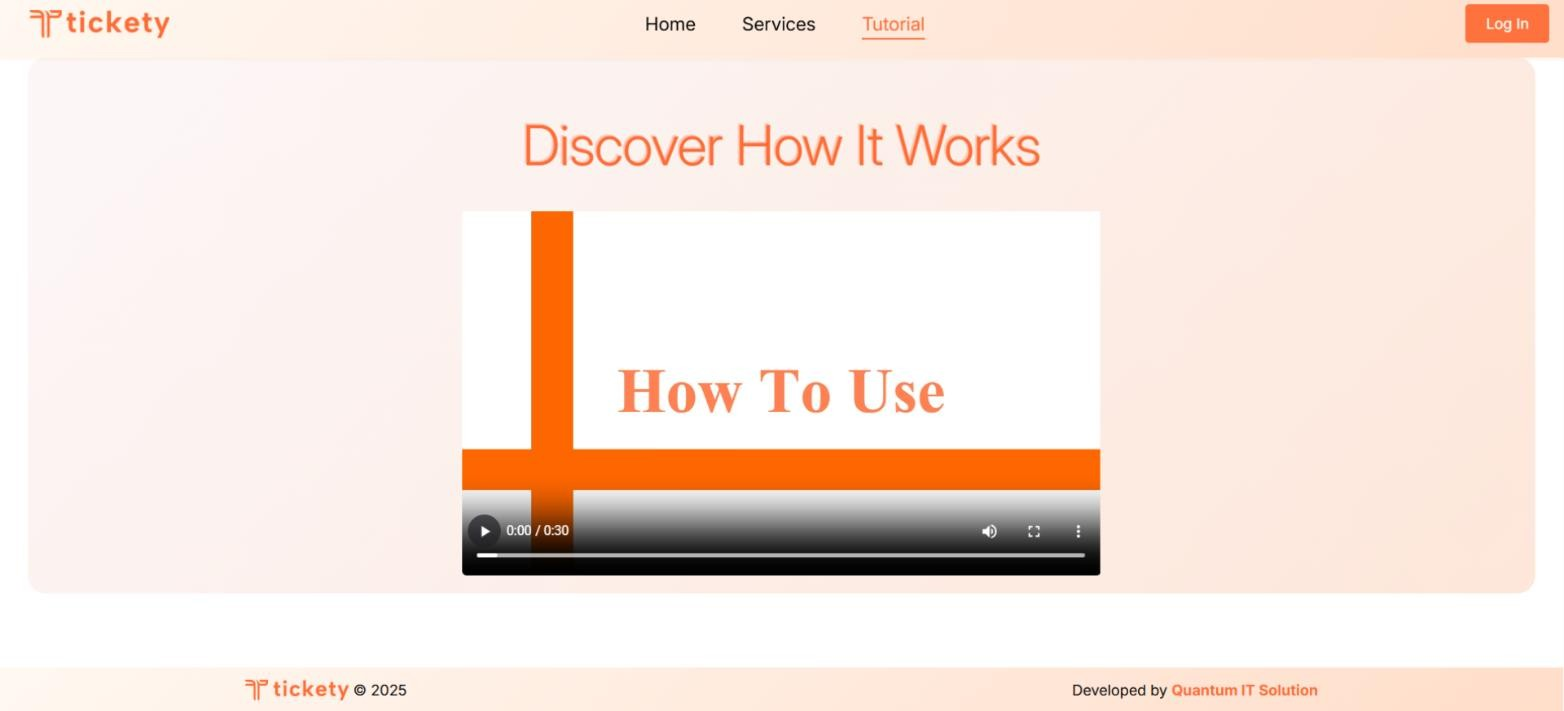 tickety Home Services Tutorial Log In
Discover How It Works
How To Use
0:00 / 0:30
tickety © 2025 Developed by Quantum IT Solution